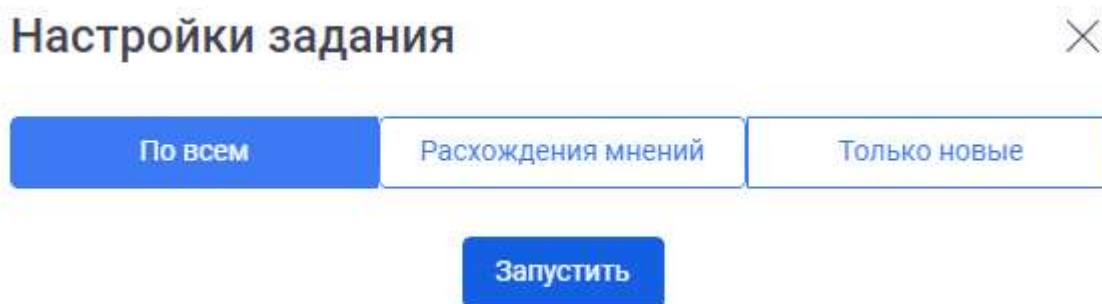 Настройки задания
По всем Расхождения мнений Только новые
Запустить